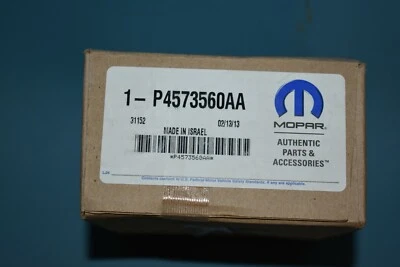 1- P4573560AA
31152 02/13/13
MADE IN ISRAEL
*P4573560AA*
MOPAR
AUTHENTIC
PARTS &
ACCESSORIES™